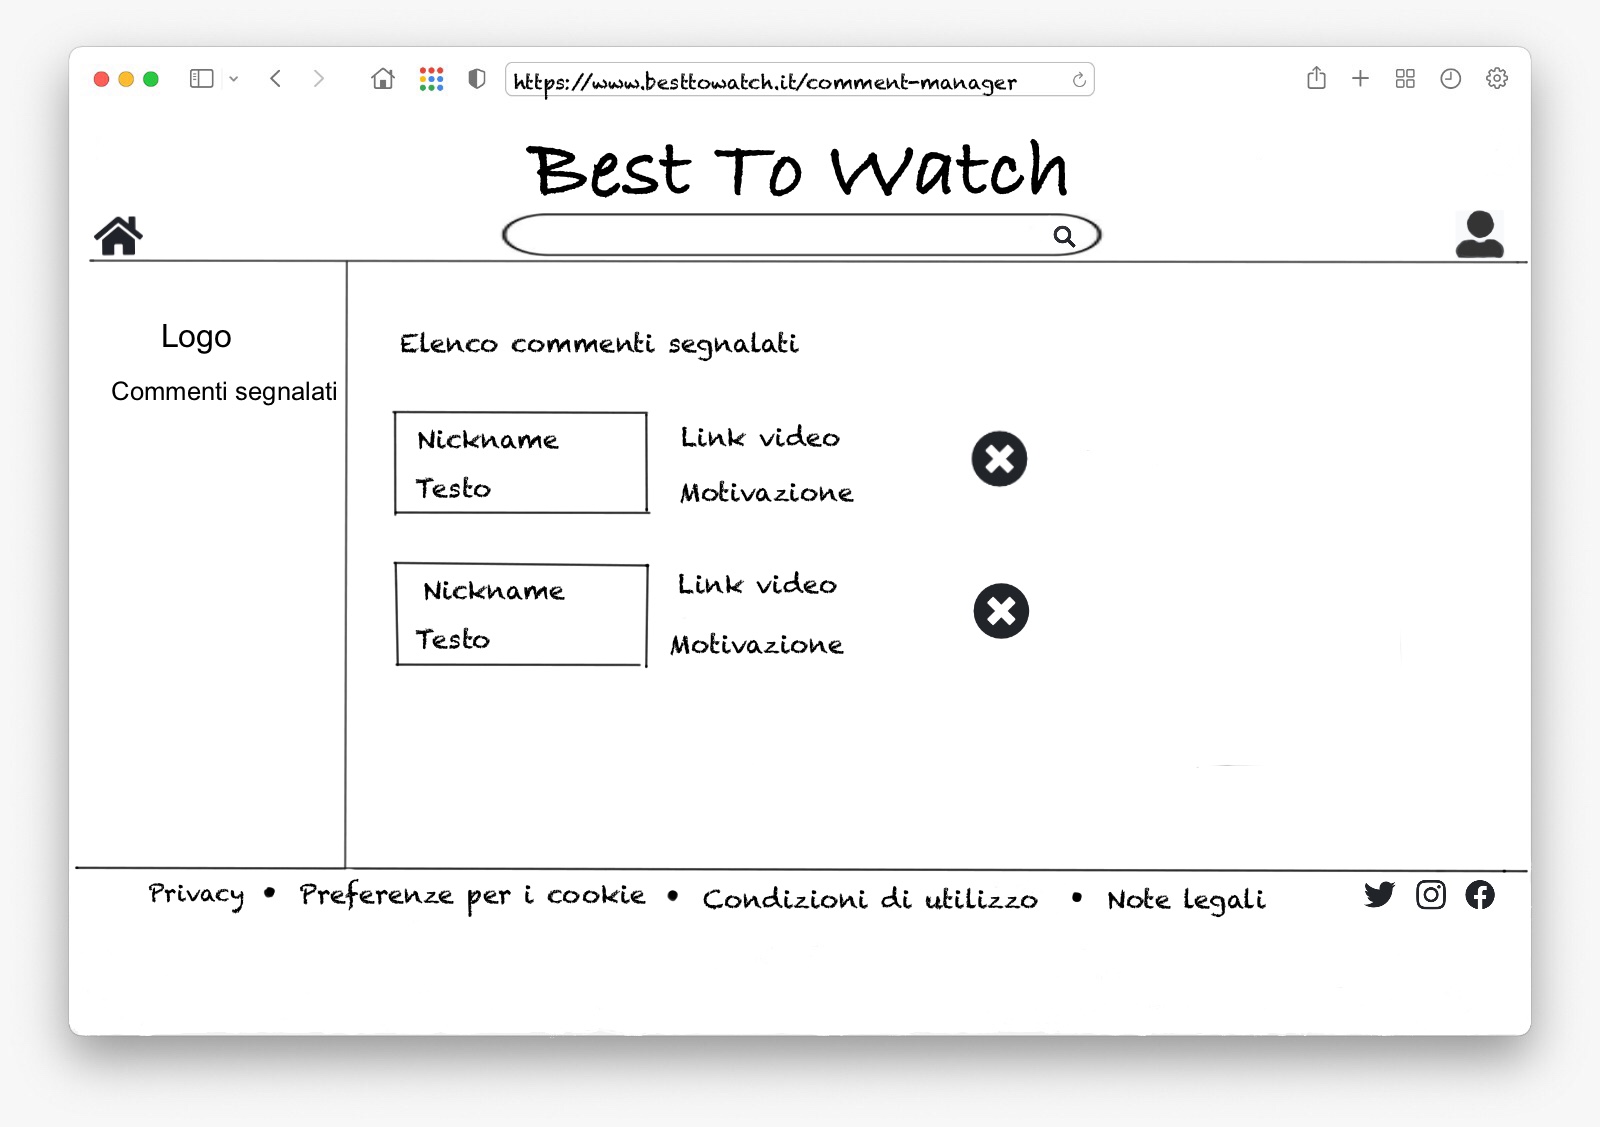 https://www.besttowatch.it/comment-manager
Best To Watch
Logo
Commenti segnalati
Elenco commenti segnalati
Nickname
Testo
Link video
Motivazione
Nickname
Testo
Link video
Motivazione
Privacy • Preferenze per i cookie • Condizioni di utilizzo • Note legali